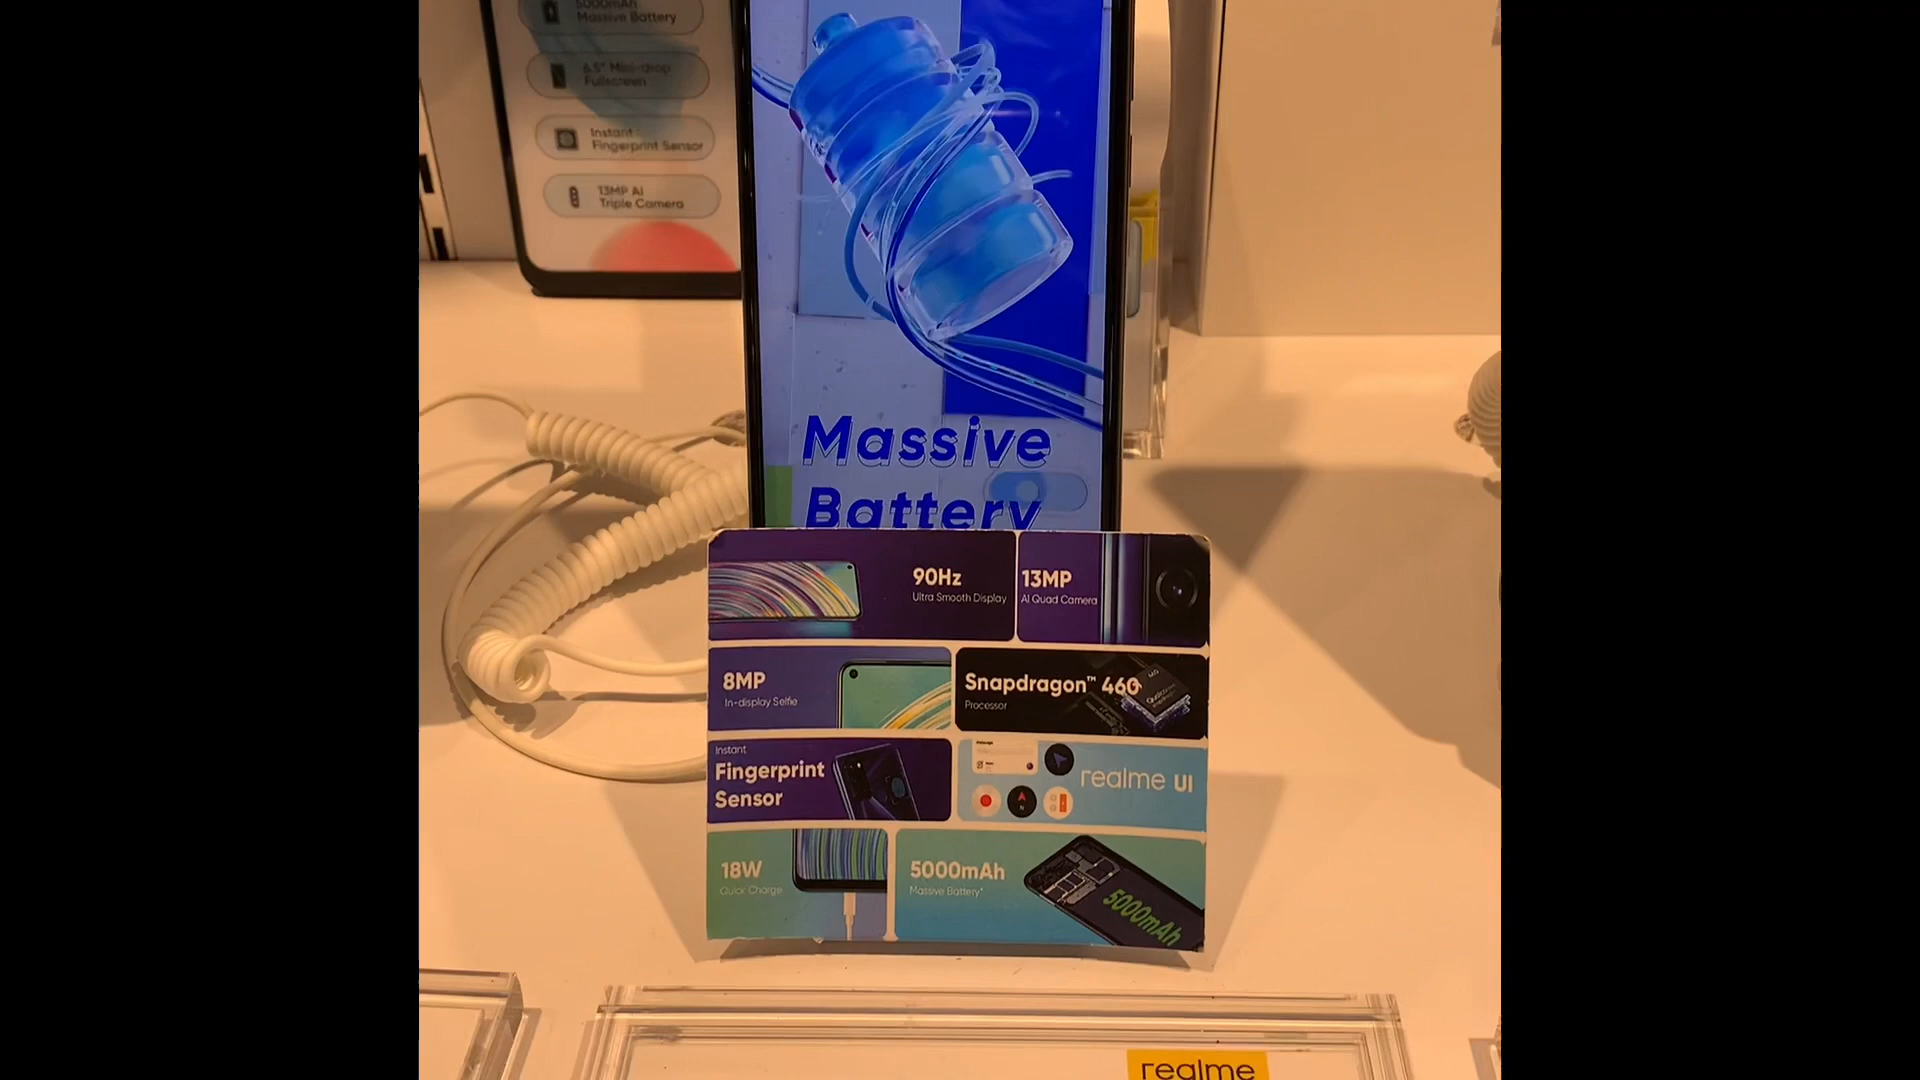 5000mAh
Massive Battery
6.5" Mini-drop
Fullscreen
Instant
Fingerprint Sensor
13MP AI
Triple Camera
Massive
Battery
90Hz
Ultra Smooth Display
13MP
AI Quad Camera
8MP
In-display Selfie
Snapdragon™ 460
Processor
Instant
Fingerprint
Sensor
realme UI
18W
Quick Charge
5000mAh
Massive Battery*
5000mAh
realme